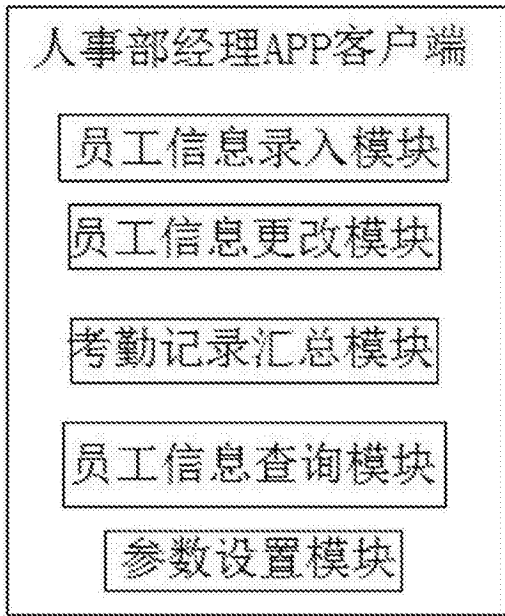 人事部经理APP客户端
员工信息录入模块
员工信息更改模块
考勤记录汇总模块
员工信息查询模块
参数设置模块